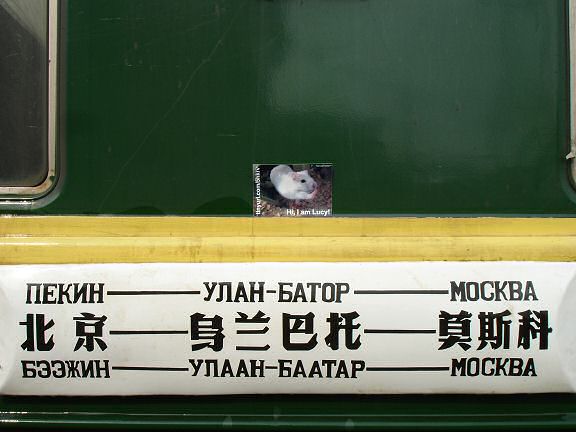 Hi, I am Lucy!
ПЕКИН — УЛАН-БАТОР — МОСКВА
北京 — 乌兰巴托 — 莫斯科
БЭЭЖИН — УЛААН-БААТАР — МОСКВА